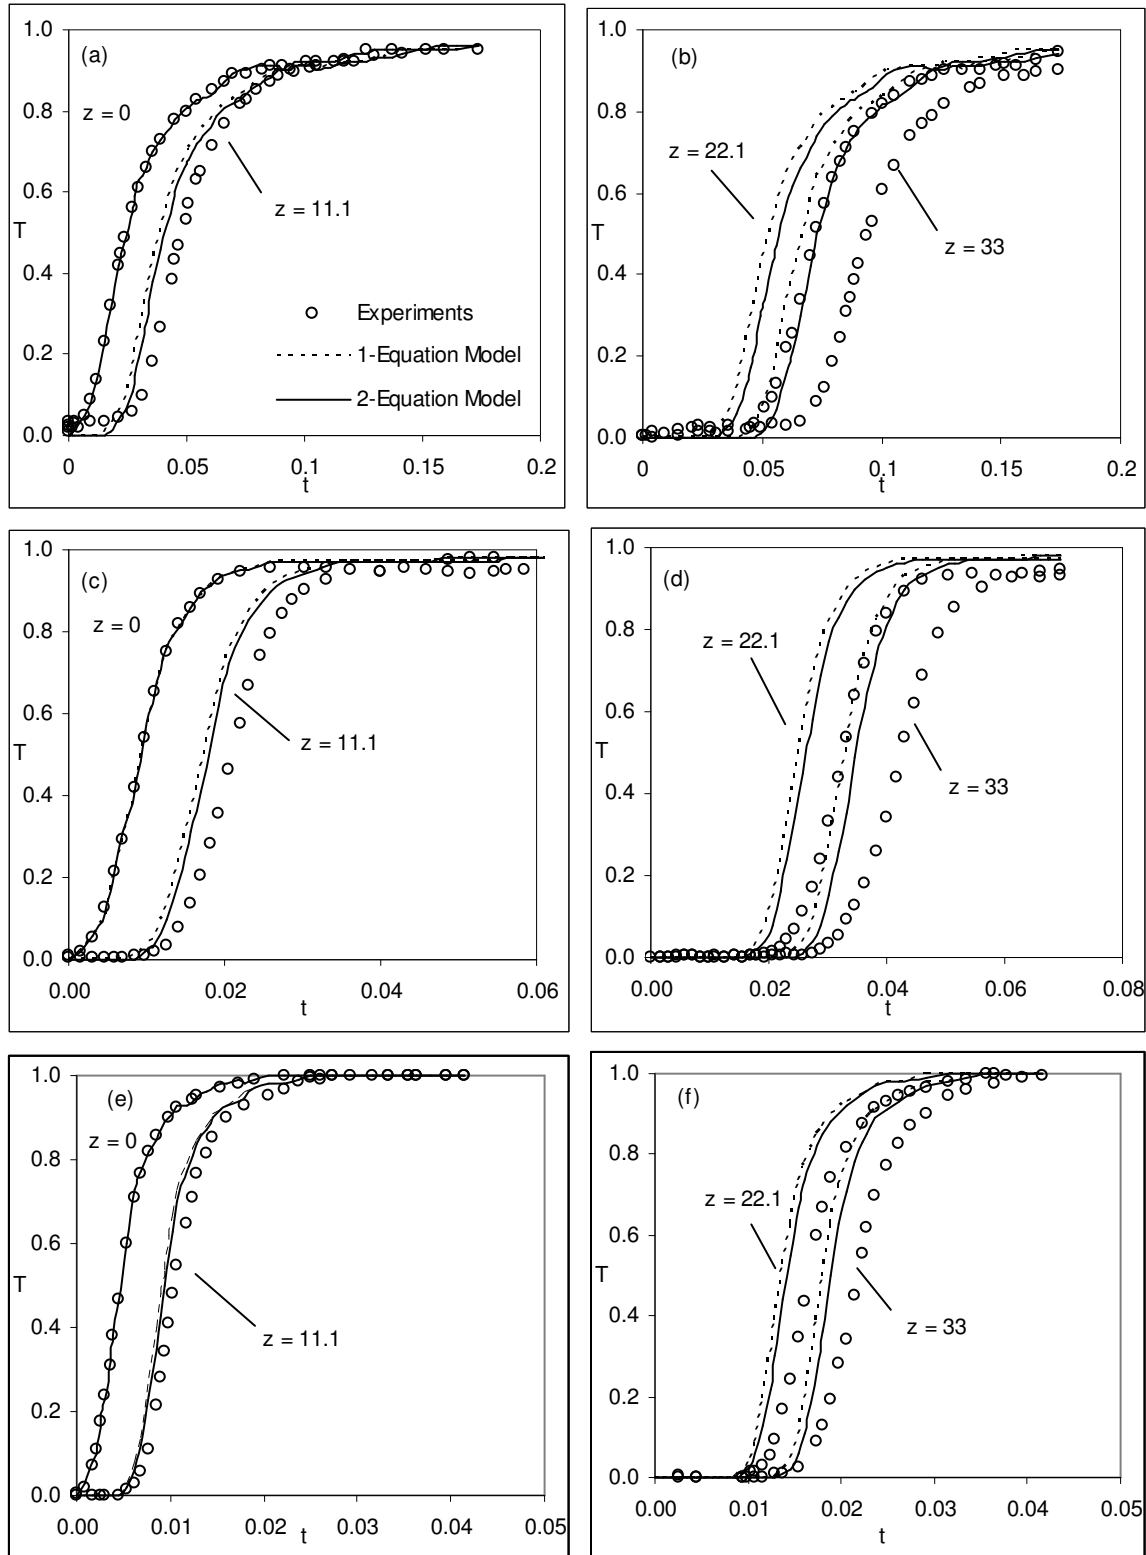 (a)
1.0
0.8
0.6
0.4
0.2
0.0
T
z = 0
z = 11.1
Experiments
1-Equation Model
2-Equation Model
0
0.05
0.1
0.15
0.2
t
(b)
1.0
0.8
0.6
0.4
0.2
0.0
T
z = 22.1
z = 33
0
0.05
0.1
0.15
0.2
t
(c)
1.0
0.8
0.6
0.4
0.2
0.0
T
z = 0
z = 11.1
0.00
0.02
0.04
0.06
t
(d)
1.0
0.8
0.6
0.4
0.2
0.0
T
z = 22.1
z = 33
0.00
0.02
0.04
0.06
0.08
t
(e)
1.0
0.8
0.6
0.4
0.2
0.0
T
z = 0
z = 11.1
0.00
0.01
0.02
0.03
0.04
0.05
t
(f)
1.0
0.8
0.6
0.4
0.2
0.0
T
z = 22.1
z = 33
0.00
0.01
0.02
0.03
0.04
0.05
t